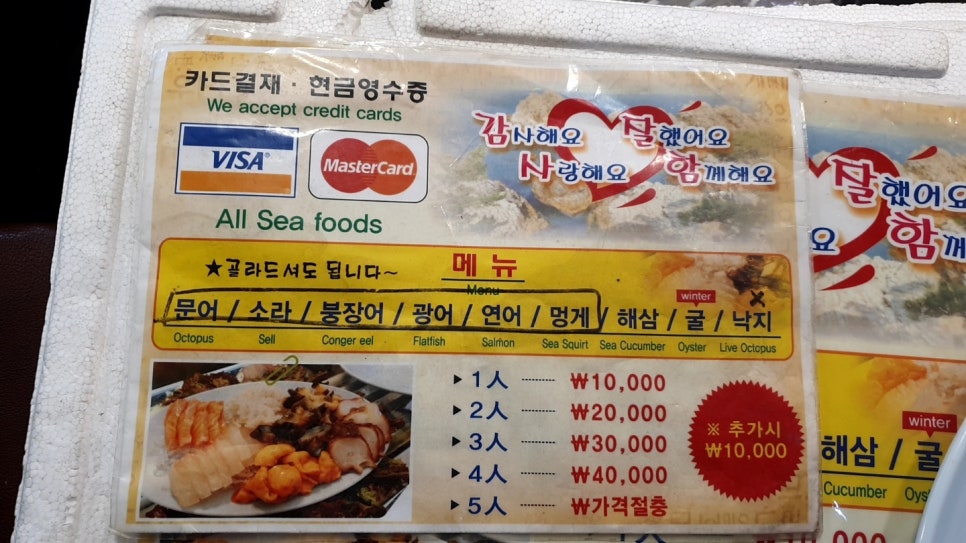 카드결재 · 현금영수증
We accept credit cards
VISA
MasterCard
All Sea foods
감사해요 잘했어요
사랑해요 함께해요
★골라드셔도 됩니다~
메뉴
Menu
winter
문어 / 소라 / 붕장어 / 광어 / 연어 / 멍게 / 해삼 / 굴 / 낙지
Octopus Sell Conger eel Flatfish Salmon Sea Squirt Sea Cucumber Oyster Live Octopus
▶ 1人 ---------- ₩10,000
▶ 2人 ---------- ₩20,000
▶ 3人 ---------- ₩30,000
▶ 4人 ---------- ₩40,000
▶ 5人 ---------- ₩가격절충
※ 추가시
₩10,000
잘했어요
요 함께
winter
해삼 / 굴
Cucumber